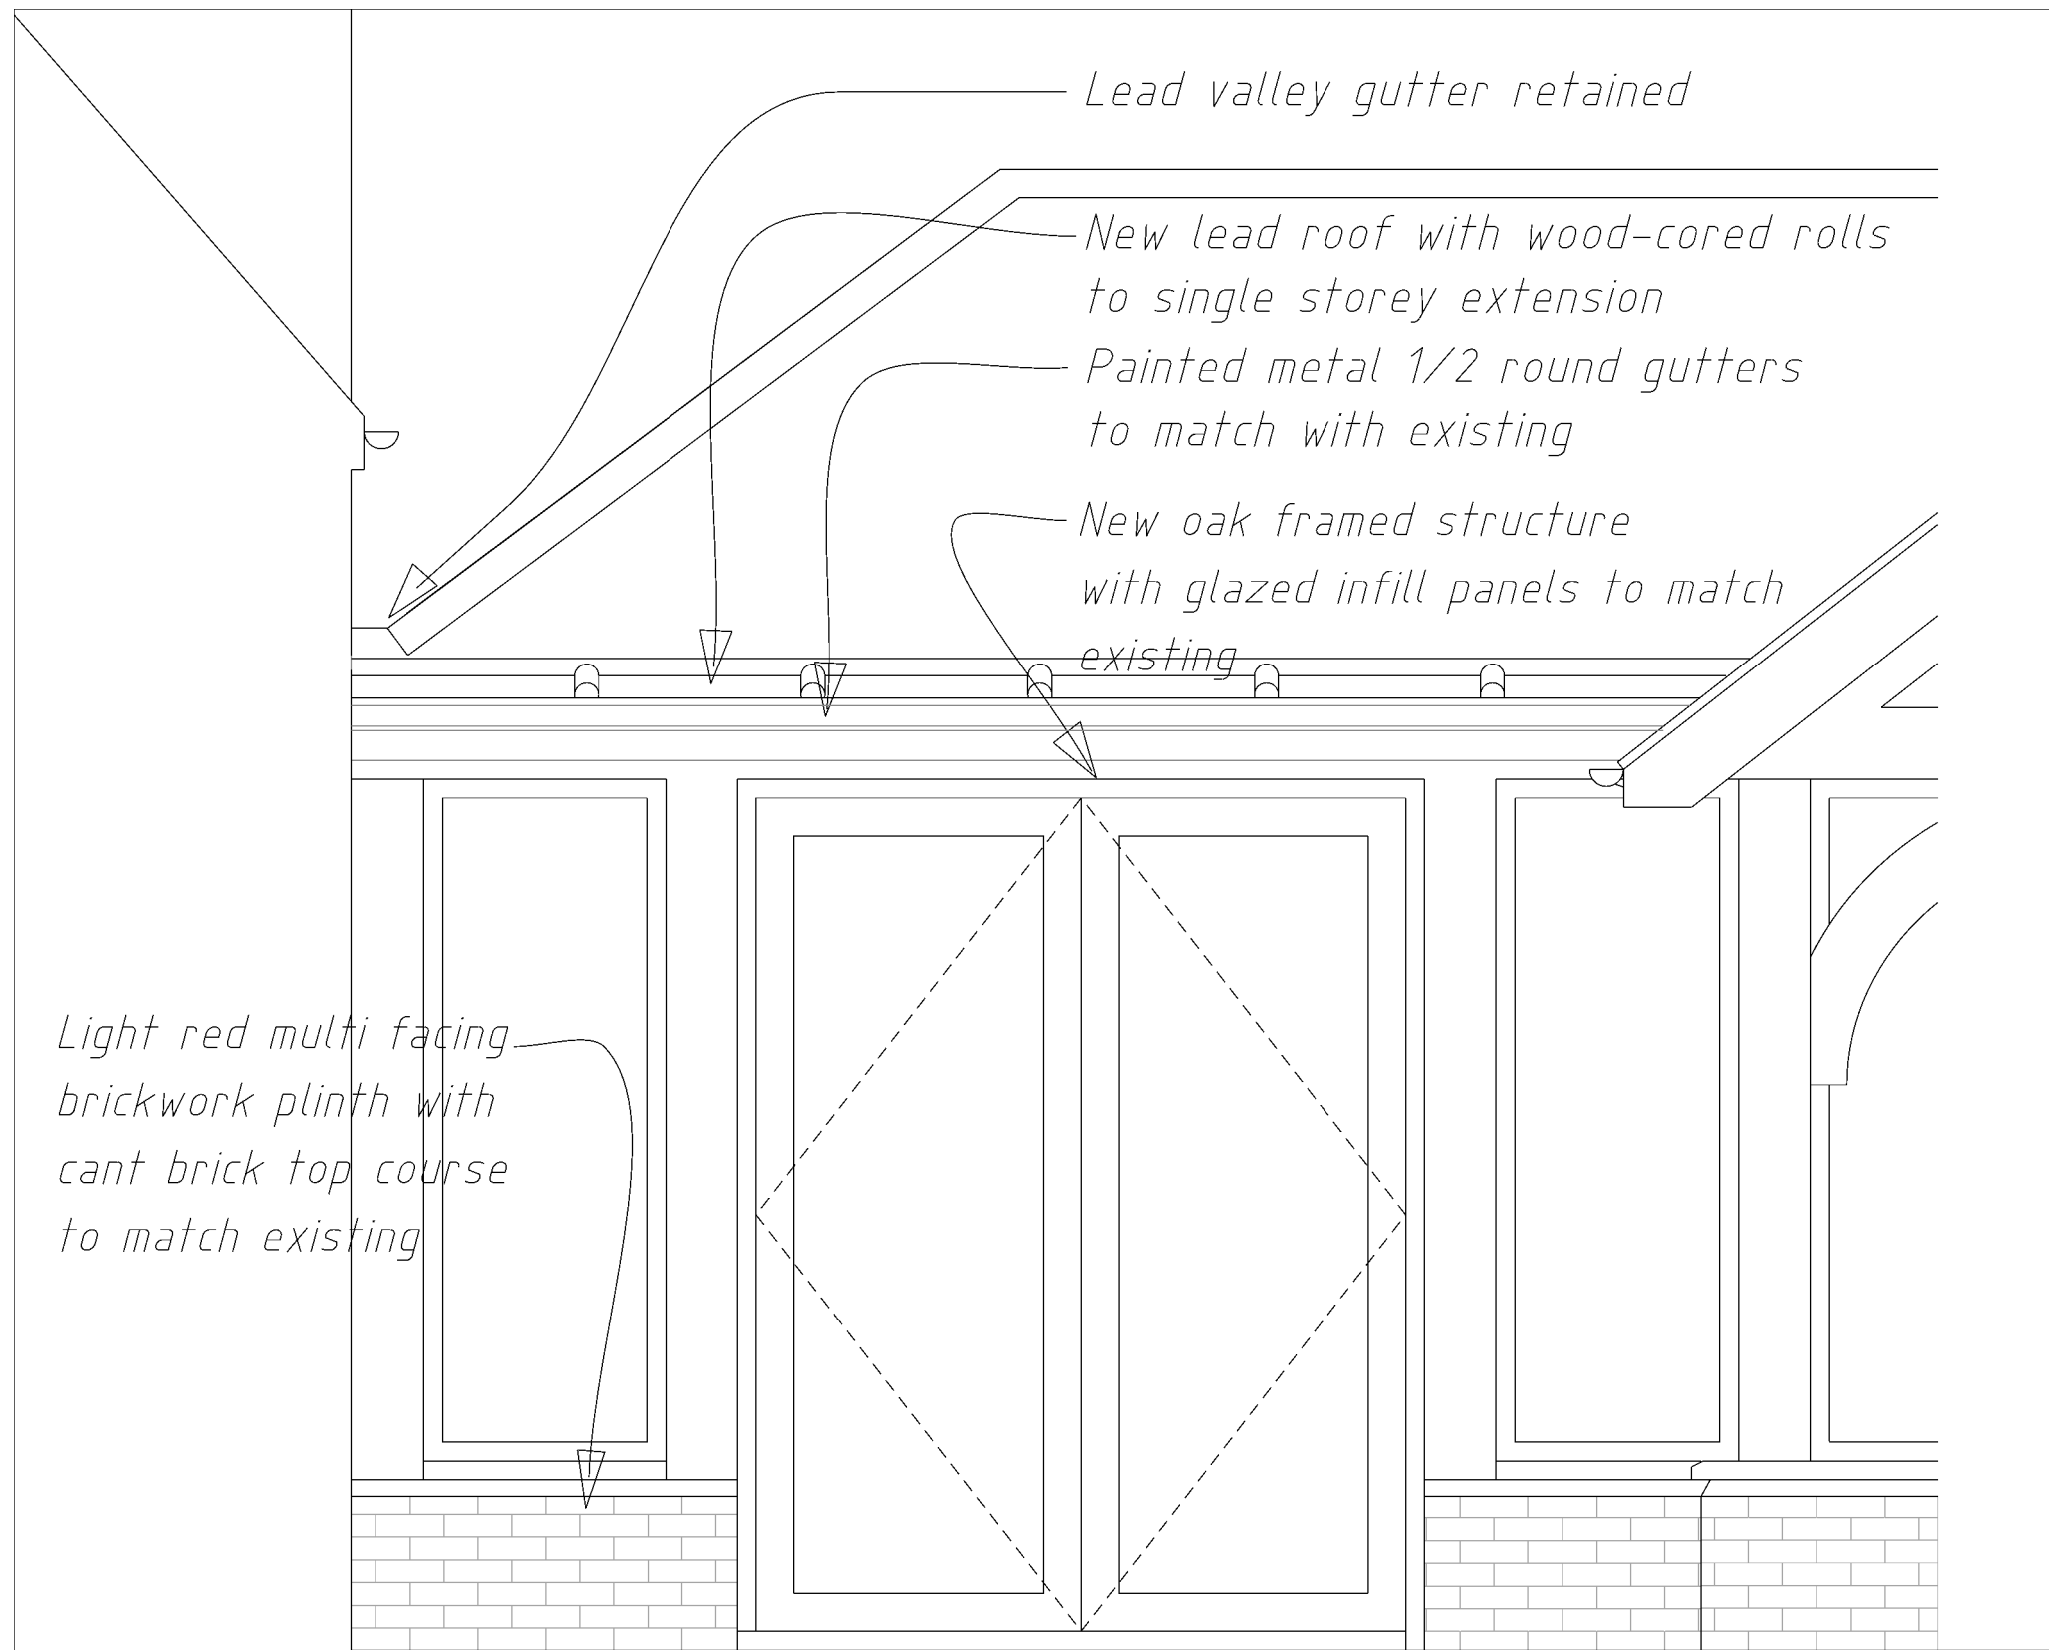 Lead valley gutter retained
New lead roof with wood-cored rolls
to single storey extension
Painted metal 1/2 round gutters
to match with existing
New oak framed structure
with glazed infill panels to match
existing
Light red multi facing
brickwork plinth with
cant brick top course
to match existing